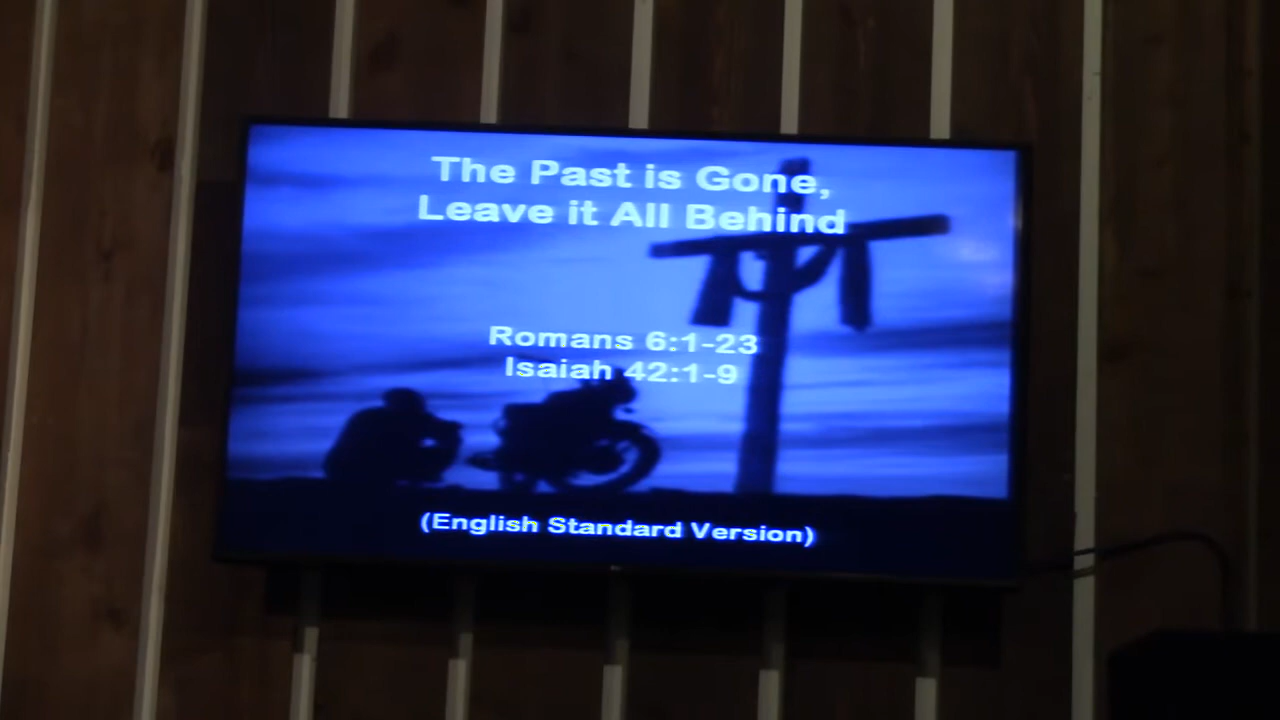 The Past is Gone,
Leave it All Behind
Romans 6:1-23
Isaiah 42:1-9
(English Standard Version)